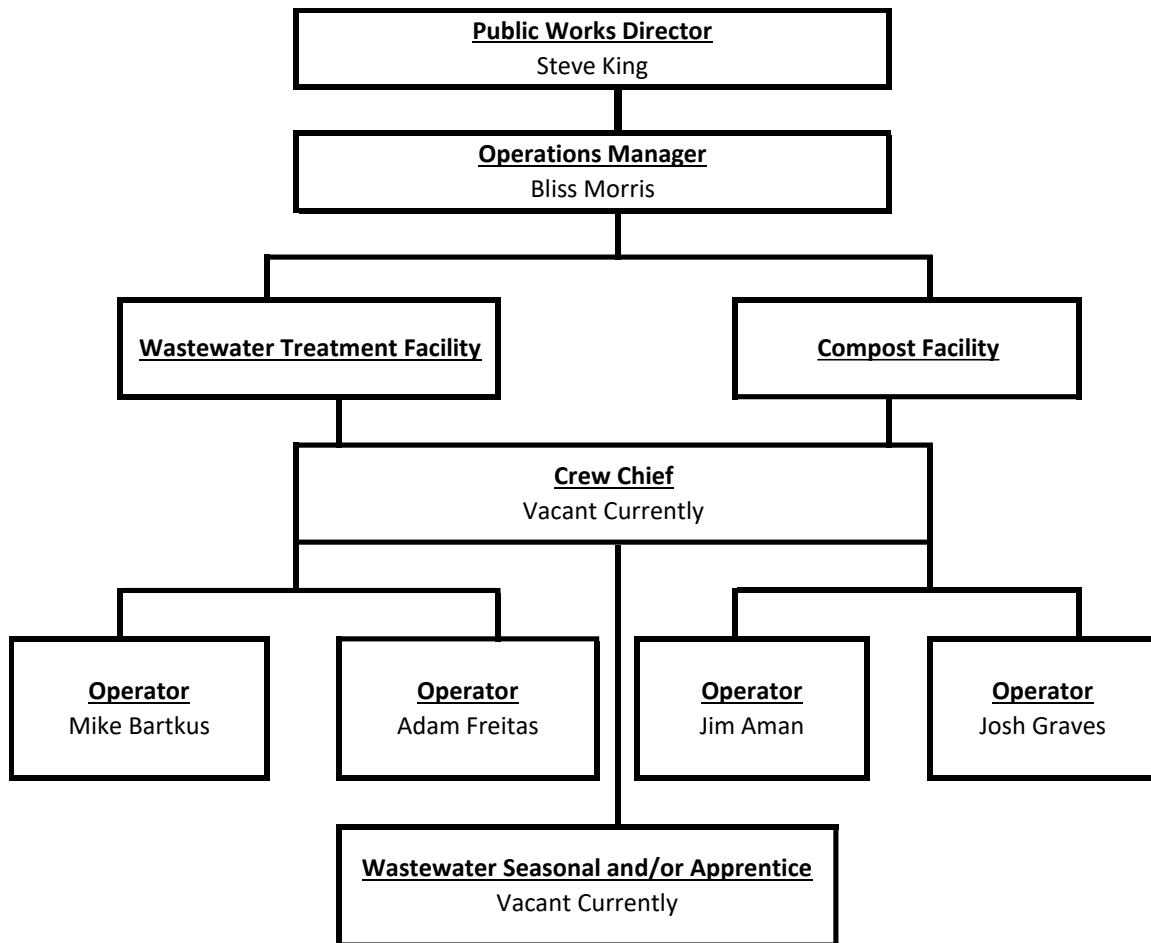 Public Works Director
Steve King
Operations Manager
Bliss Morris
Wastewater Treatment Facility
Compost Facility
Crew Chief
Vacant Currently
Operator
Mike Bartkus
Operator
Adam Freitas
Operator
Jim Aman
Operator
Josh Graves
Wastewater Seasonal and/or Apprentice
Vacant Currently